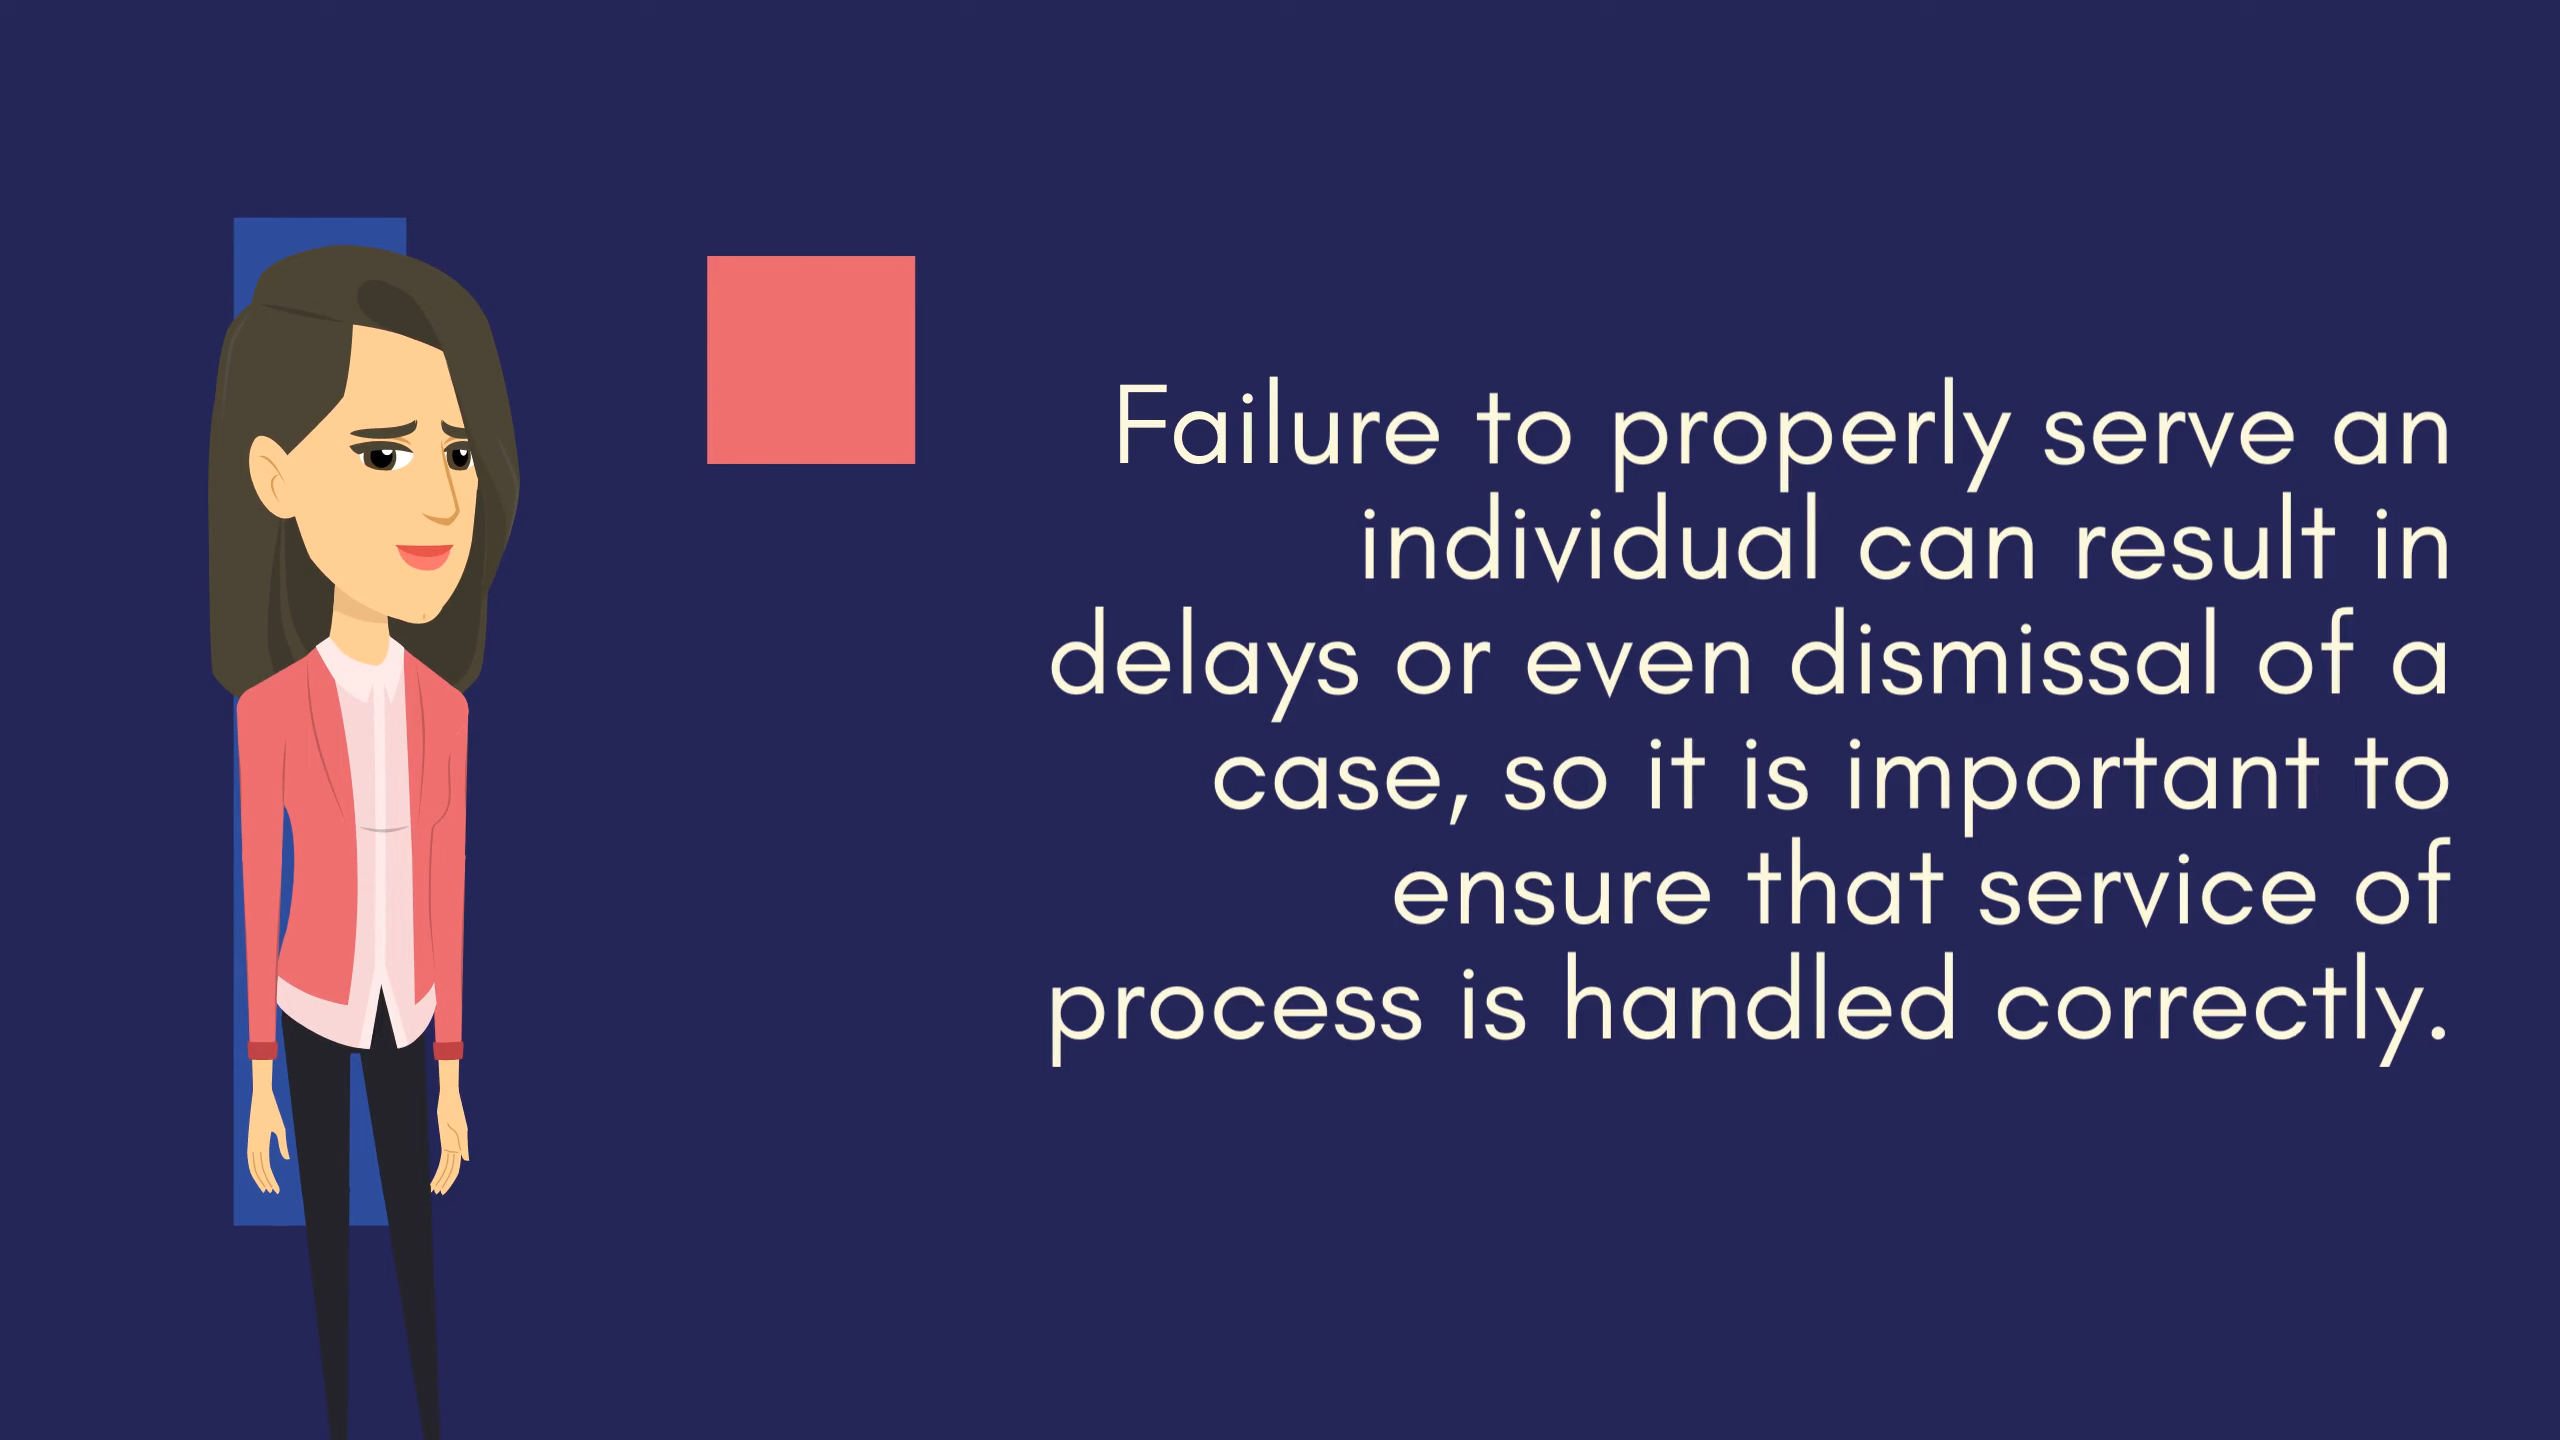 Failure to properly serve an
individual can result in
delays or even dismissal of a
case, so it is important to
ensure that service of
process is handled correctly.